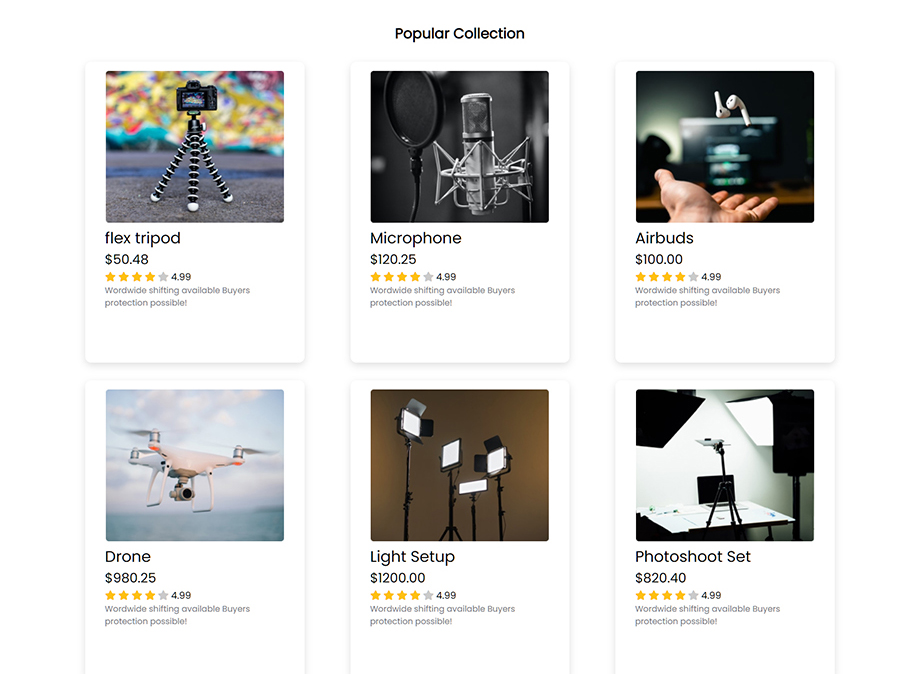 Popular Collection
flex tripod
$50.48
4.99
Wordwide shifting available Buyers
protection possible!
Microphone
$120.25
4.99
Wordwide shifting available Buyers
protection possible!
Airbuds
$100.00
4.99
Wordwide shifting available Buyers
protection possible!
Drone
$980.25
4.99
Wordwide shifting available Buyers
protection possible!
Light Setup
$1200.00
4.99
Wordwide shifting available Buyers
protection possible!
Photoshoot Set
$820.40
4.99
Wordwide shifting available Buyers
protection possible!